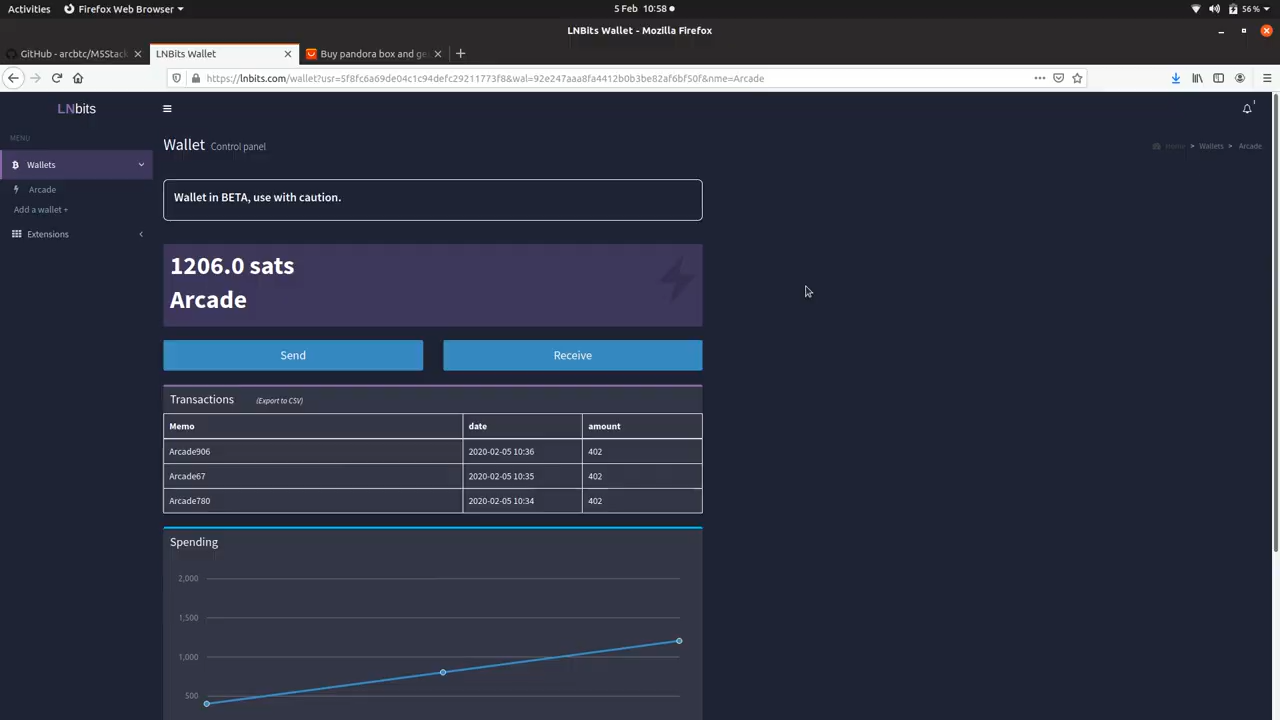 Activities
Firefox Web Browser
5 Feb 10:58
56 %
LNBits Wallet - Mozilla Firefox
GitHub - arcbtc/M5Stack
LNBits Wallet
Buy pandora box and ge
https://lnbits.com/wallet?usr=5f8fc6a69de04c1c94defc29211773f8&wal=92e247aaa8fa4412b0b3be82af6bf50f&nme=Arcade
LNbits
MENU
Wallets
Arcade
Add a wallet +
Extensions
Wallet Control panel
Home > Wallets > Arcade
Wallet in BETA, use with caution.
1206.0 sats
Arcade
Send
Receive
Transactions (Export to CSV)
Memo date amount
Arcade906 2020-02-05 10:36 402
Arcade67 2020-02-05 10:35 402
Arcade780 2020-02-05 10:34 402
Spending
2,000
1,500
1,000
500